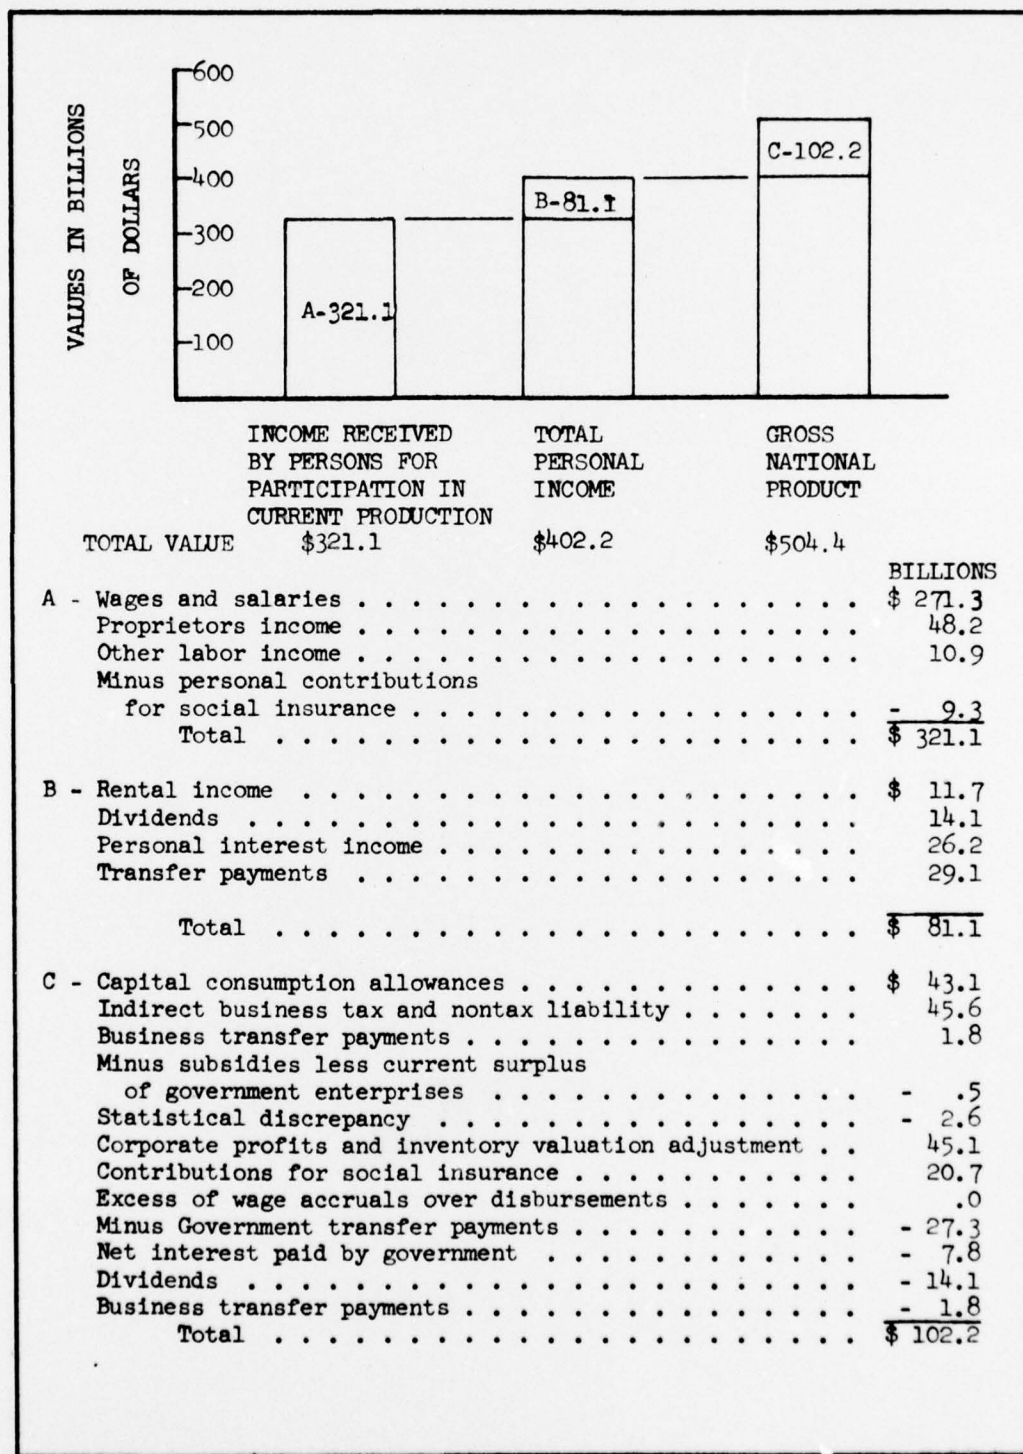 600
500
400
300
200
100
VALUES IN BILLIONS
OF DOLLARS
A-321.1
B-81.1
C-102.2
INCOME RECEIVED BY PERSONS FOR PARTICIPATION IN CURRENT PRODUCTION
TOTAL PERSONAL INCOME
GROSS NATIONAL PRODUCT
TOTAL VALUE $321.1 $402.2 $504.4
BILLIONS
A - Wages and salaries . . . . . . . . . . . . . . . . . . . $ 271.3
Proprietors income . . . . . . . . . . . . . . . . . . . 48.2
Other labor income . . . . . . . . . . . . . . . . . . . 10.9
Minus personal contributions
for social insurance . . . . . . . . . . . . . . . . . - 9.3
Total . . . . . . . . . . . . . . . . . . . . . . $ 321.1
B - Rental income . . . . . . . . . . . . . . . . . . . . . $ 11.7
Dividends . . . . . . . . . . . . . . . . . . . . . . . 14.1
Personal interest income . . . . . . . . . . . . . . . . 26.2
Transfer payments . . . . . . . . . . . . . . . . . . . 29.1
Total . . . . . . . . . . . . . . . . . . . . . . $ 81.1
C - Capital consumption allowances . . . . . . . . . . . . . $ 43.1
Indirect business tax and nontax liability . . . . . . . 45.6
Business transfer payments . . . . . . . . . . . . . . . 1.8
Minus subsidies less current surplus
of government enterprises . . . . . . . . . . . . . . - .5
Statistical discrepancy . . . . . . . . . . . . . . . . - 2.6
Corporate profits and inventory valuation adjustment . . 45.1
Contributions for social insurance . . . . . . . . . . . 20.7
Excess of wage accruals over disbursements . . . . . . . .0
Minus Government transfer payments . . . . . . . . . . . - 27.3
Net interest paid by government . . . . . . . . . . . . - 7.8
Dividends . . . . . . . . . . . . . . . . . . . . . . . - 14.1
Business transfer payments . . . . . . . . . . . . . . . - 1.8
Total . . . . . . . . . . . . . . . . . . . . . . $ 102.2